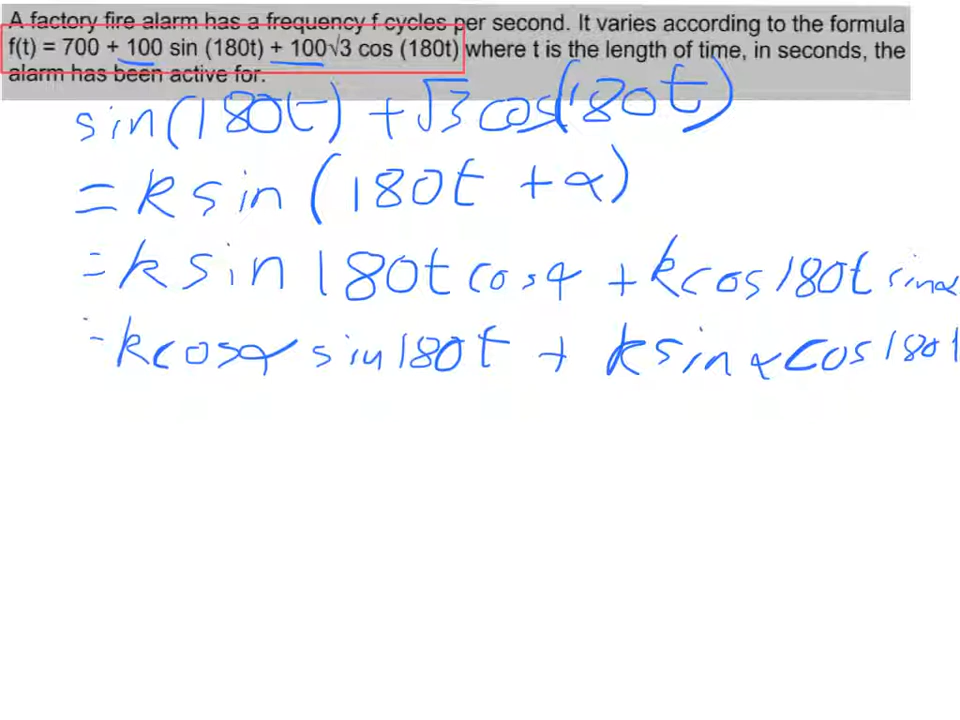 A factory fire alarm has a frequency f cycles per second. It varies according to the formula
f(t) = 700 + 100 sin (180t) + 100√3 cos (180t) where t is the length of time, in seconds, the
alarm has been active for.
sin(180t) + √3 cos(180t)
= k sin (180t + α)
= k sin 180t cos α + k cos 180t sin α
= k cos α sin 180t + k sin α cos 180t